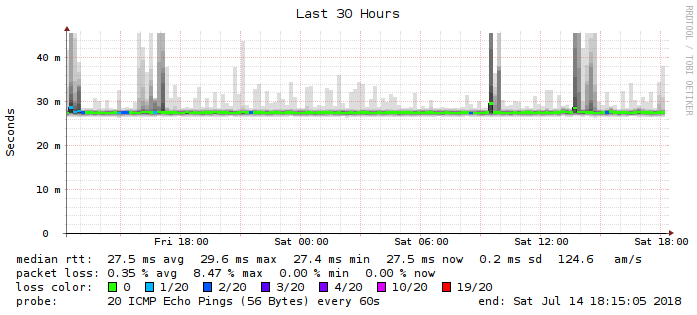 Last 30 Hours
RRDTOOL / TOBI OETIKER
Seconds
40 m
30 m
20 m
10 m
0
Fri 18:00 Sat 00:00 Sat 06:00 Sat 12:00 Sat 18:00
median rtt: 27.5 ms avg 29.6 ms max 27.4 ms min 27.5 ms now 0.2 ms sd 124.6 am/s
packet loss: 0.35 % avg 8.47 % max 0.00 % min 0.00 % now
loss color: 0 1/20 2/20 3/20 4/20 10/20 19/20
probe: 20 ICMP Echo Pings (56 Bytes) every 60s end: Sat Jul 14 18:15:05 2018